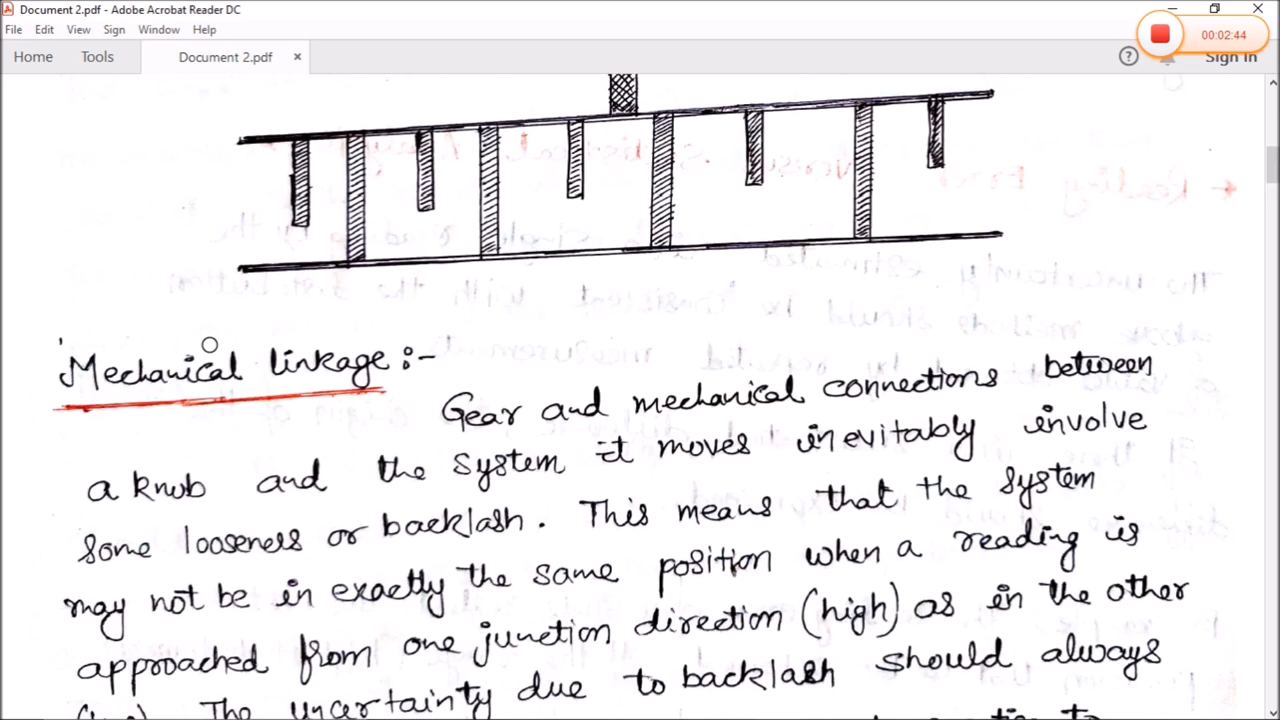 Document 2.pdf - Adobe Acrobat Reader DC
File Edit View Sign Window Help
00:02:44
Home Tools Document 2.pdf × Sign In
Mechanical linkage :-
Gear and mechanical connections between
a knob and the system it moves inevitably involve
some looseness or backlash. This means that the system
may not be in exactly the same position when a reading is
approached from one junction direction (high) as in the other
The uncertainty due to backlash should always